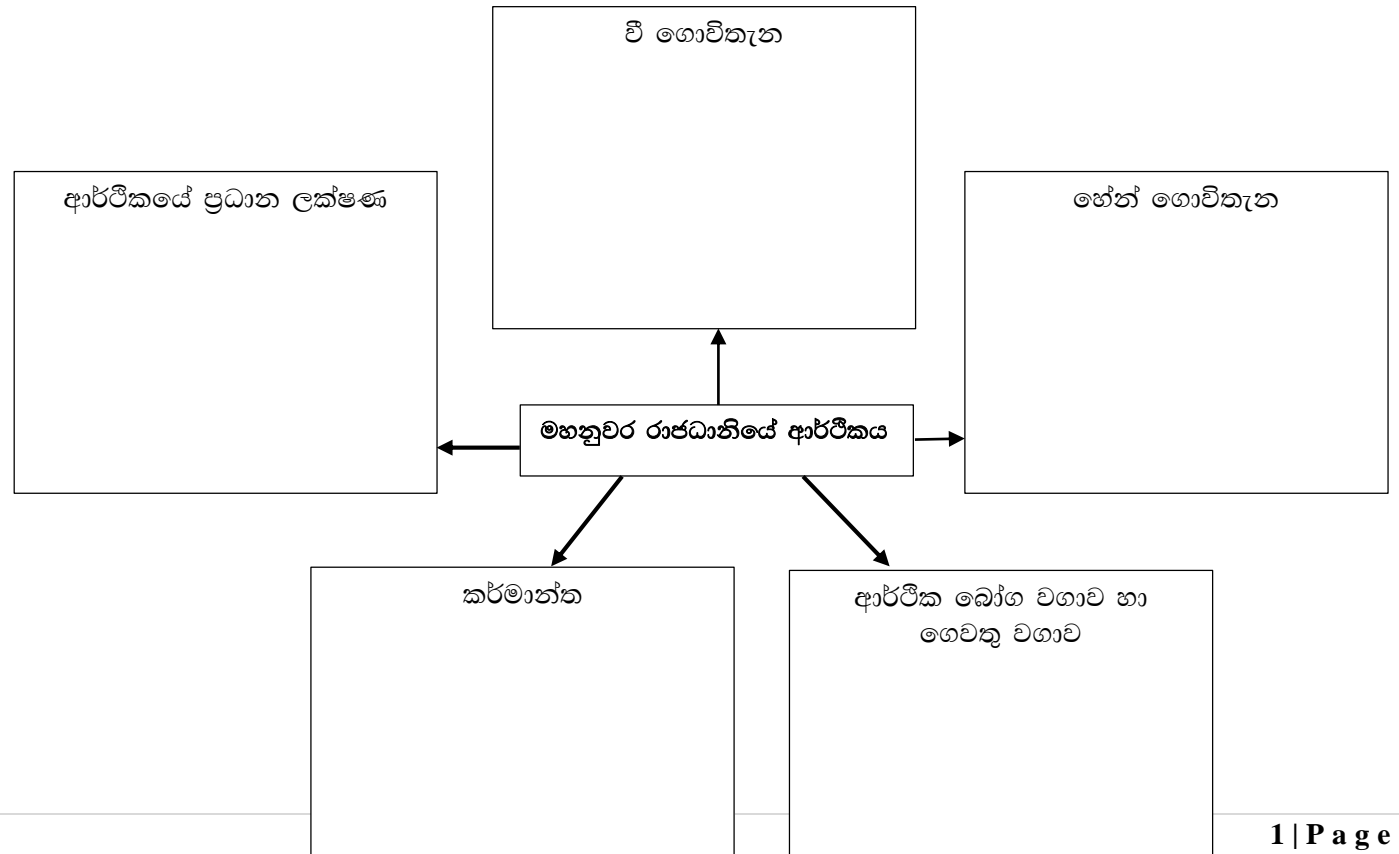 වී ගොවිතැන
ආර්ථිකයේ ප්‍රධාන ලක්ෂණ
හේන් ගොවිතැන
මහනුවර රාජධානියේ ආර්ථිකය
කර්මාන්ත
ආර්ථික බෝග වගාව හා
ගෙවතු වගාව
1 | P a g e